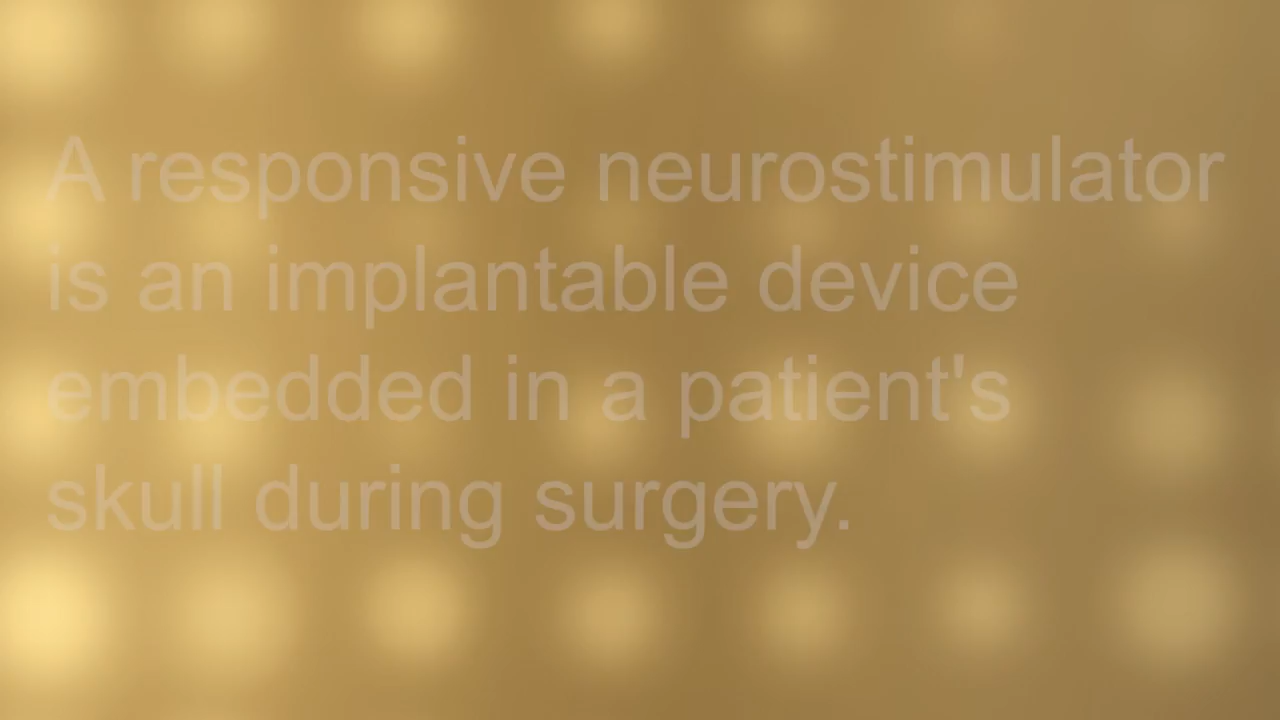 A responsive neurostimulator
is an implantable device
embedded in a patient's
skull during surgery.